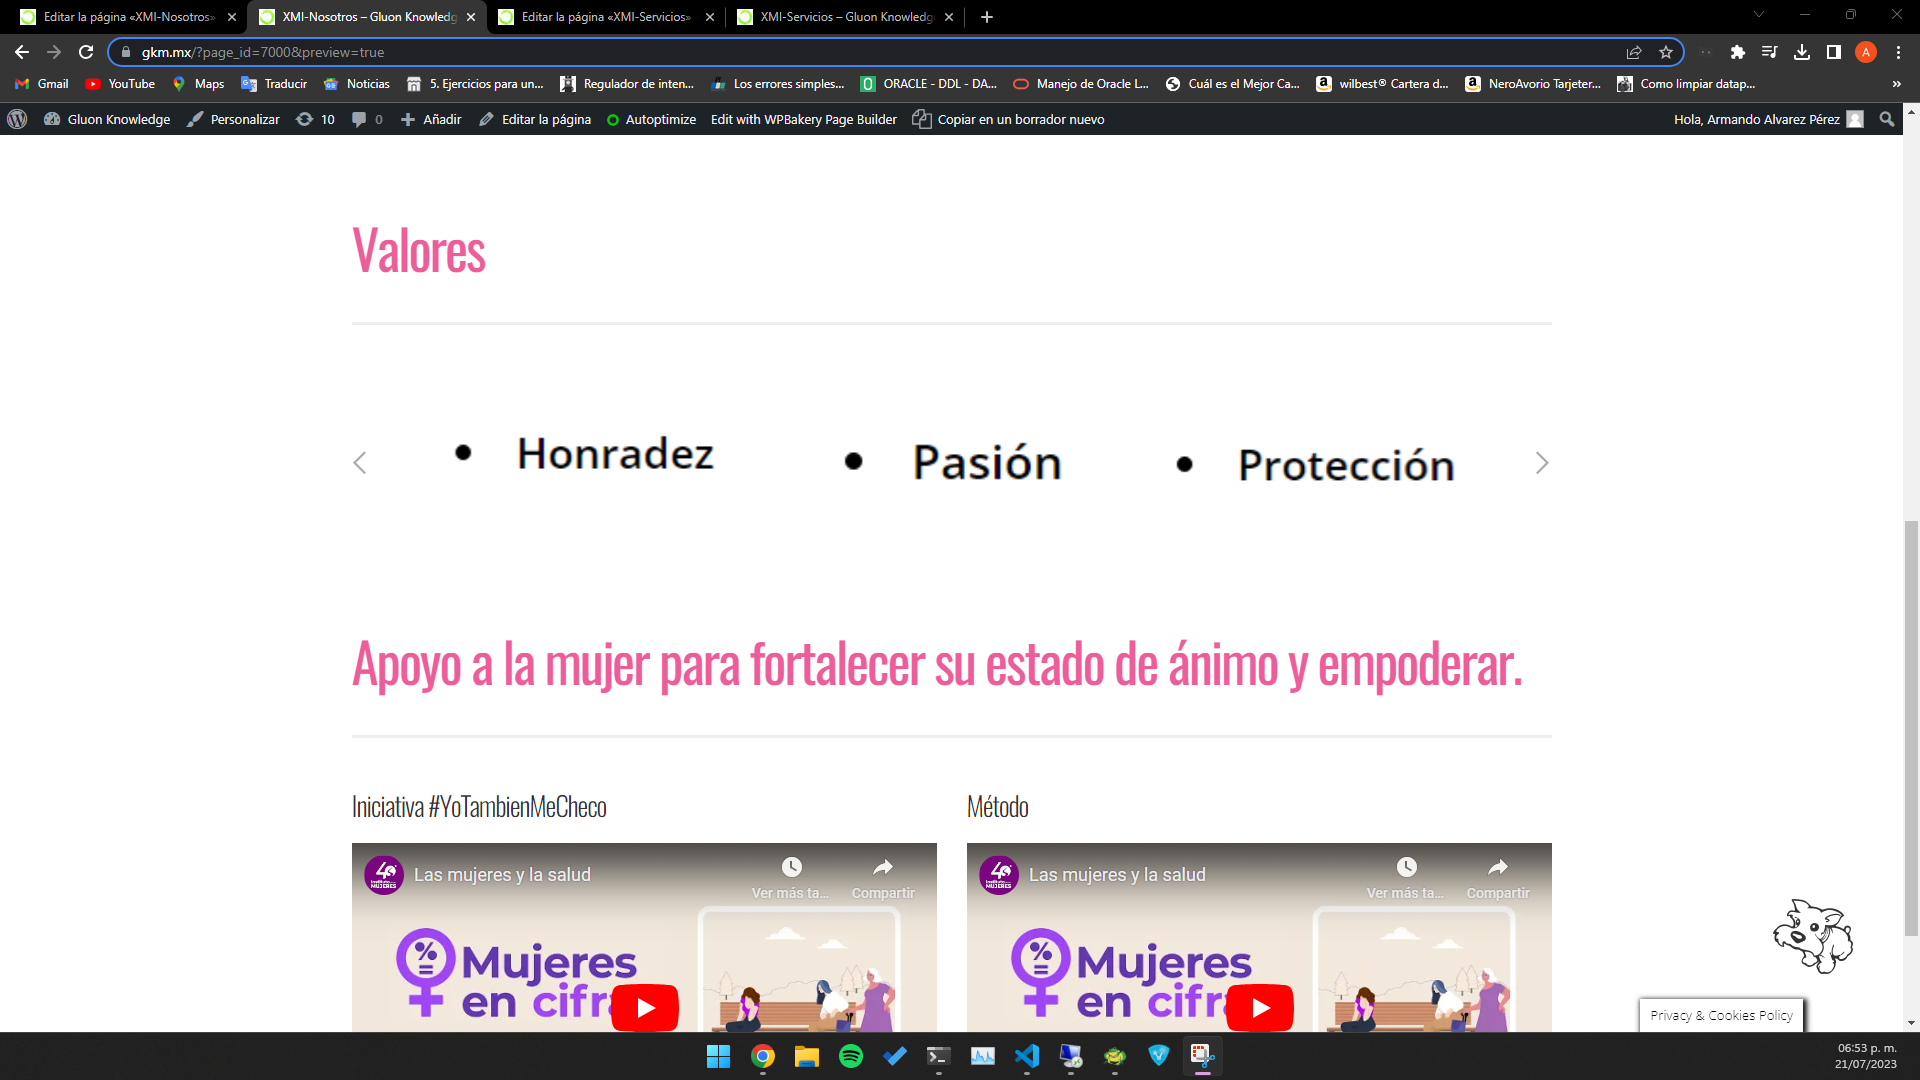 Editar la página «XMI-Nosotros»
XMI-Nosotros – Gluon Knowledg
Editar la página «XMI-Servicios»
XMI-Servicios – Gluon Knowledg
gkm.mx/?page_id=7000&preview=true
A
Gmail
YouTube
Maps
Traducir
Noticias
5. Ejercicios para un...
Regulador de inten...
Los errores simples...
ORACLE - DDL - DA...
Manejo de Oracle L...
Cuál es el Mejor Ca...
wilbest® Cartera d...
NeroAvorio Tarjeter...
Como limpiar datap...
»
Gluon Knowledge
Personalizar
10
0
Añadir
Editar la página
Autoptimize
Edit with WPBakery Page Builder
Copiar en un borrador nuevo
Hola, Armando Alvarez Pérez
Valores
• Honradez
• Pasión
• Protección
Apoyo a la mujer para fortalecer su estado de ánimo y empoderar.
Iniciativa #YoTambienMeCheco
Método
Las mujeres y la salud
Ver más ta...
Compartir
Mujeres
en cifra
Las mujeres y la salud
Ver más ta...
Compartir
Mujeres
en cifra
Privacy & Cookies Policy
06:53 p. m.
21/07/2023